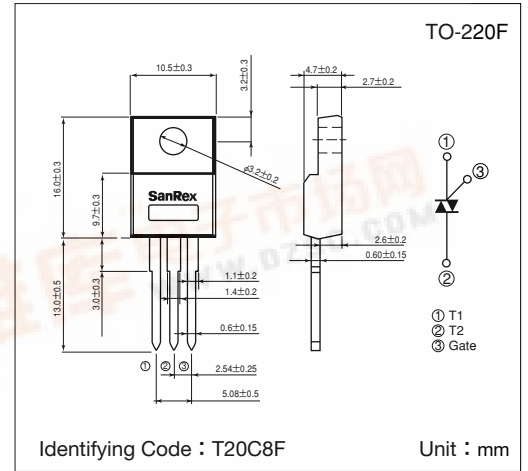 TO-220F
10.5±0.3
3.2±0.3
4.7±0.2
2.7±0.2
16.0±0.3
9.7±0.3
ø3.2±0.2
SanRex
①
③
②
13.0±0.5
3.0±0.3
2.6±0.2
0.60±0.15
1.1±0.2
1.4±0.2
0.6±0.15
① ② ③
2.54±0.25
5.08±0.5
① T1
② T2
③ Gate
Identifying Code：T20C8F
Unit：mm